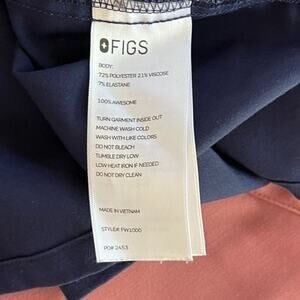 FIGS
BODY:
72% POLYESTER 21% VISCOSE
7% ELASTANE
100% AWESOME
TURN GARMENT INSIDE OUT
MACHINE WASH COLD
WASH WITH LIKE COLORS
DO NOT BLEACH
TUMBLE DRY LOW
LOW HEAT IRON IF NEEDED
DO NOT DRY CLEAN
MADE IN VIETNAM
STYLE#: FW1000
PO# 2453